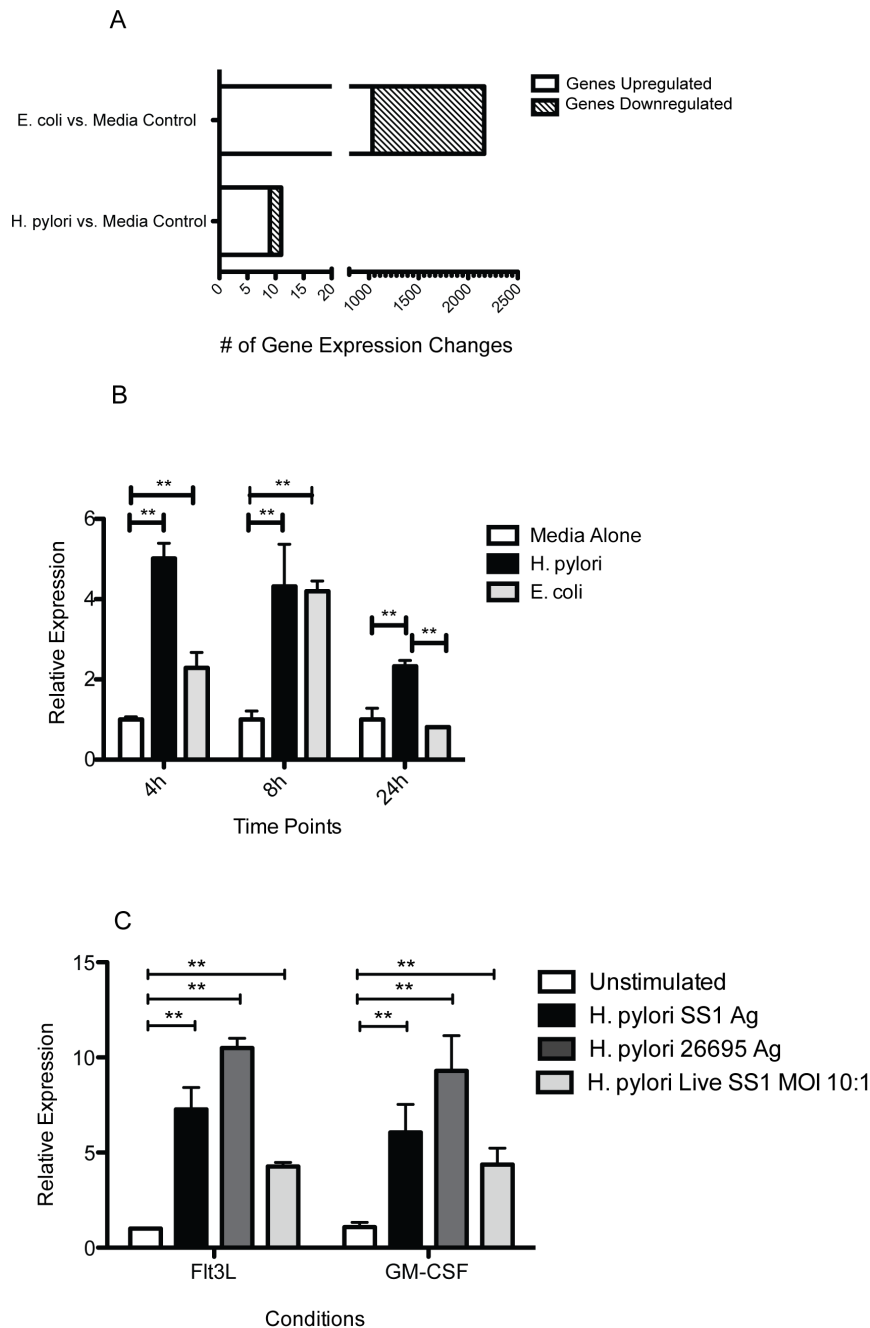 A
Genes Upregulated
Genes Downregulated
E. coli vs. Media Control
H. pylori vs. Media Control
0 5 10 15 20 1000 1500 2000 2500
# of Gene Expression Changes
B
** **
** **
** **
6
4
2
0
Relative Expression
Media Alone
H. pylori
E. coli
4h 8h 24h
Time Points
C
** **
** **
** **
15
10
5
0
Relative Expression
Unstimulated
H. pylori SS1 Ag
H. pylori 26695 Ag
H. pylori Live SS1 MOI 10:1
Flt3L GM-CSF
Conditions